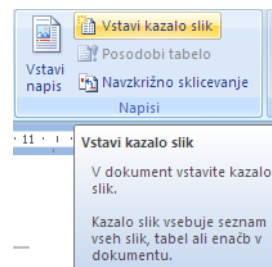 Vstavi kazalo slik
Posodobi tabelo
Vstavi
napis
Navzkrižno sklicevanje
Napisi
· 11 · ı ·
Vstavi kazalo slik
V dokument vstavite kazalo
slik.
Kazalo slik vsebuje seznam
vseh slik, tabel ali enačb v
dokumentu.